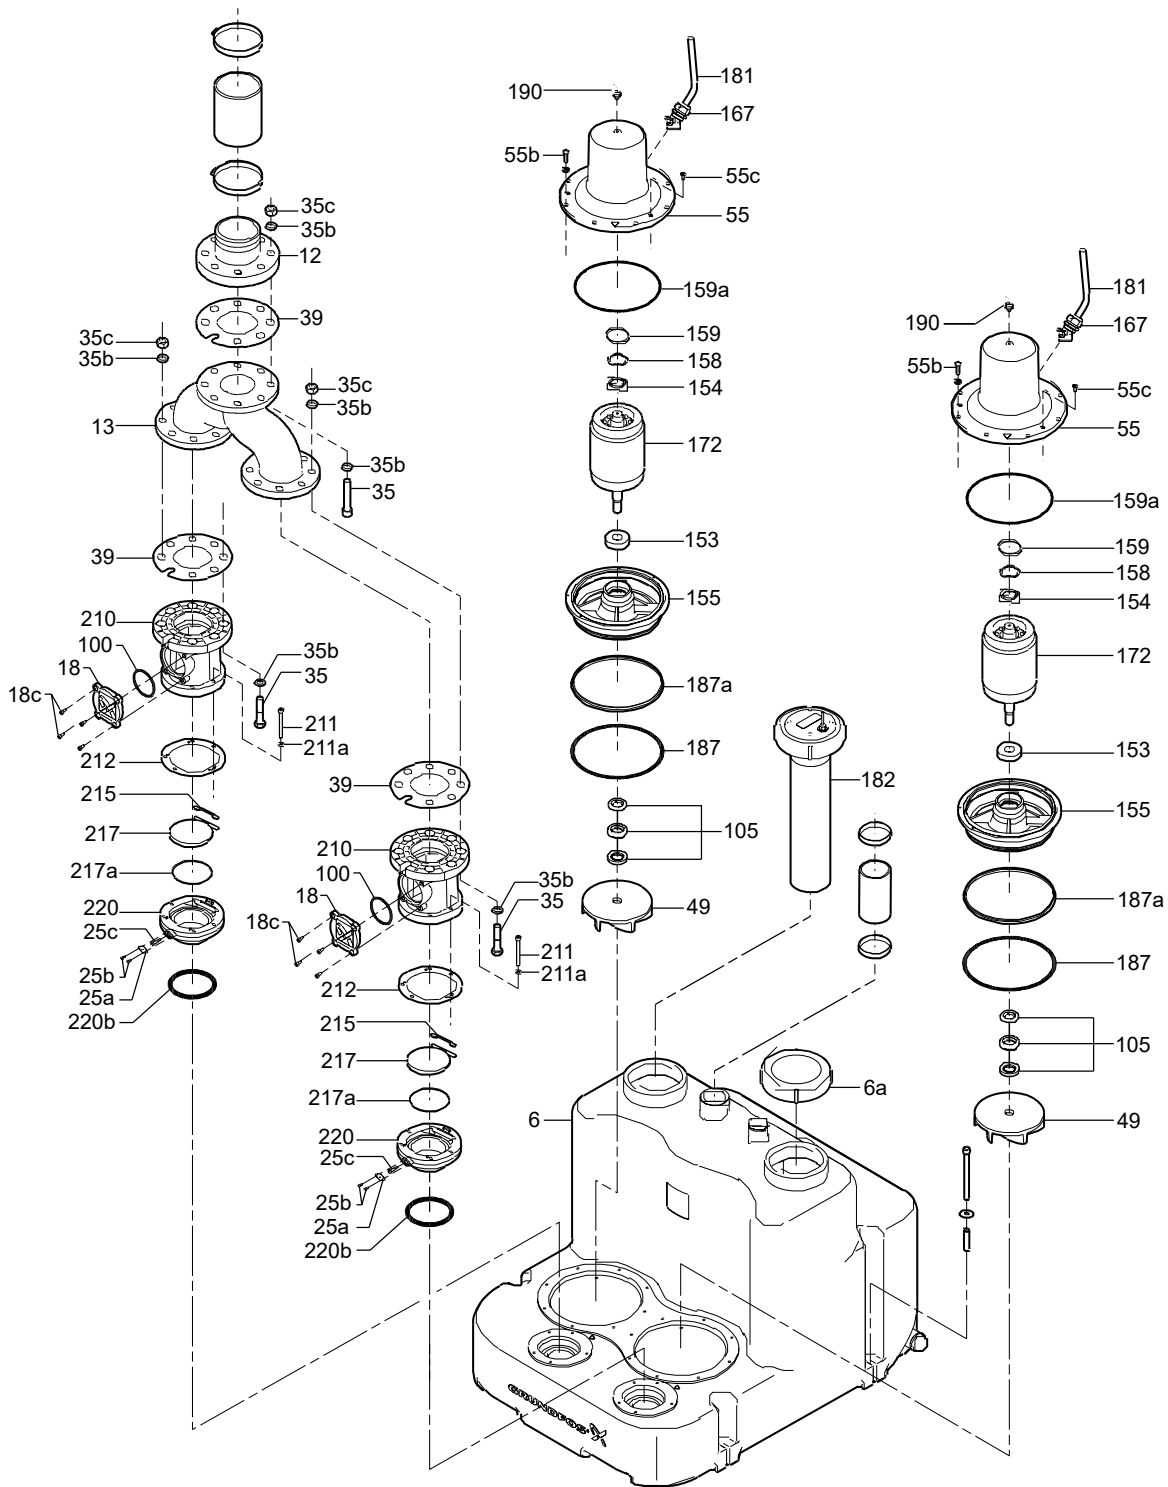 181
190
167
55b
55c
35c
35b
12
55
159a
181
39
190
167
35c
35b
159
158
55b
35c
35b
154
55c
13
172
55
35b
35
159a
153
39
159
158
155
154
210
100
35b
18
35
172
187a
18c
211
211a
187
153
212
39
182
215
155
217
105
210
217a
100
35b
18
35
49
220
25c
18c
187a
211
211a
25b
25a
187
212
220b
215
217
105
6a
217a
6
49
220
25c
25b
25a
220b
GRUNDFOS